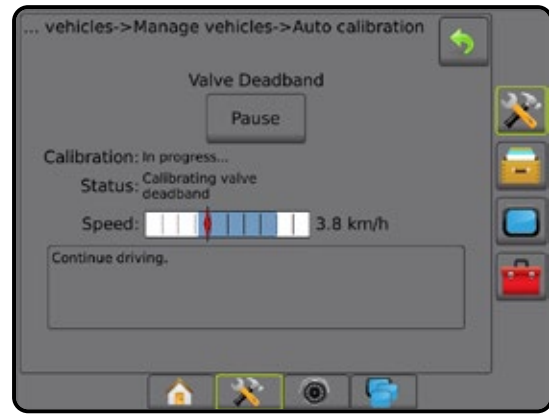 ... vehicles->Manage vehicles->Auto calibration
Valve Deadband
Pause
Calibration: In progress...
Status: Calibrating valve
deadband
Speed: 3.8 km/h
Continue driving.